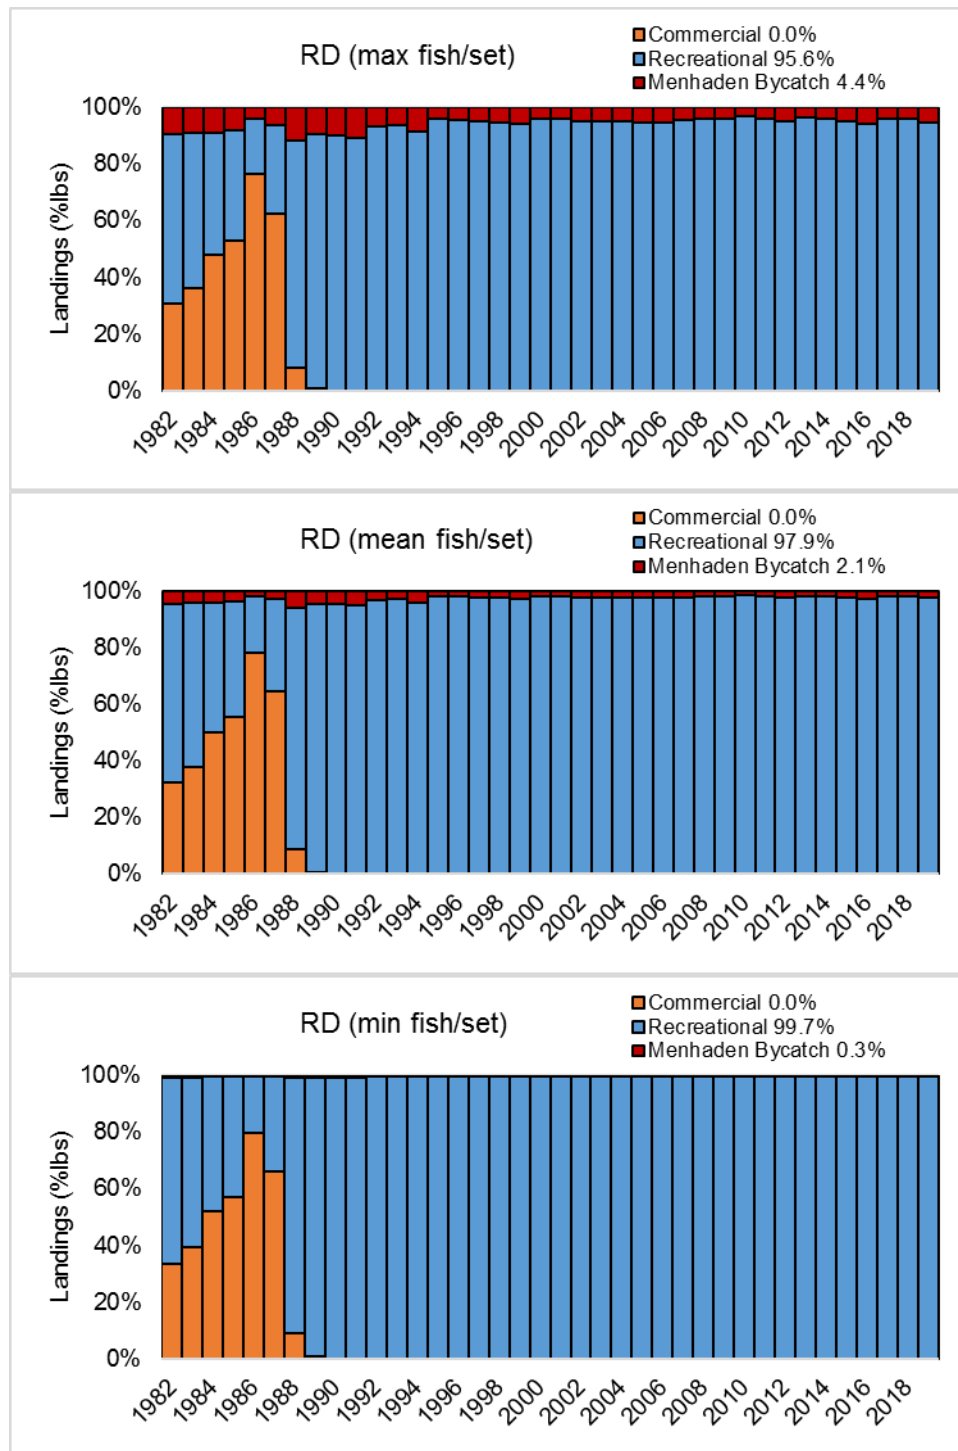 RD (max fish/set)
Commercial 0.0%
Recreational 95.6%
Menhaden Bycatch 4.4%
Landings (%lbs)
100%
80%
60%
40%
20%
0%
1982 1984 1986 1988 1990 1992 1994 1996 1998 2000 2002 2004 2006 2008 2010 2012 2014 2016 2018
RD (mean fish/set)
Commercial 0.0%
Recreational 97.9%
Menhaden Bycatch 2.1%
Landings (%lbs)
100%
80%
60%
40%
20%
0%
1982 1984 1986 1988 1990 1992 1994 1996 1998 2000 2002 2004 2006 2008 2010 2012 2014 2016 2018
RD (min fish/set)
Commercial 0.0%
Recreational 99.7%
Menhaden Bycatch 0.3%
Landings (%lbs)
100%
80%
60%
40%
20%
0%
1982 1984 1986 1988 1990 1992 1994 1996 1998 2000 2002 2004 2006 2008 2010 2012 2014 2016 2018